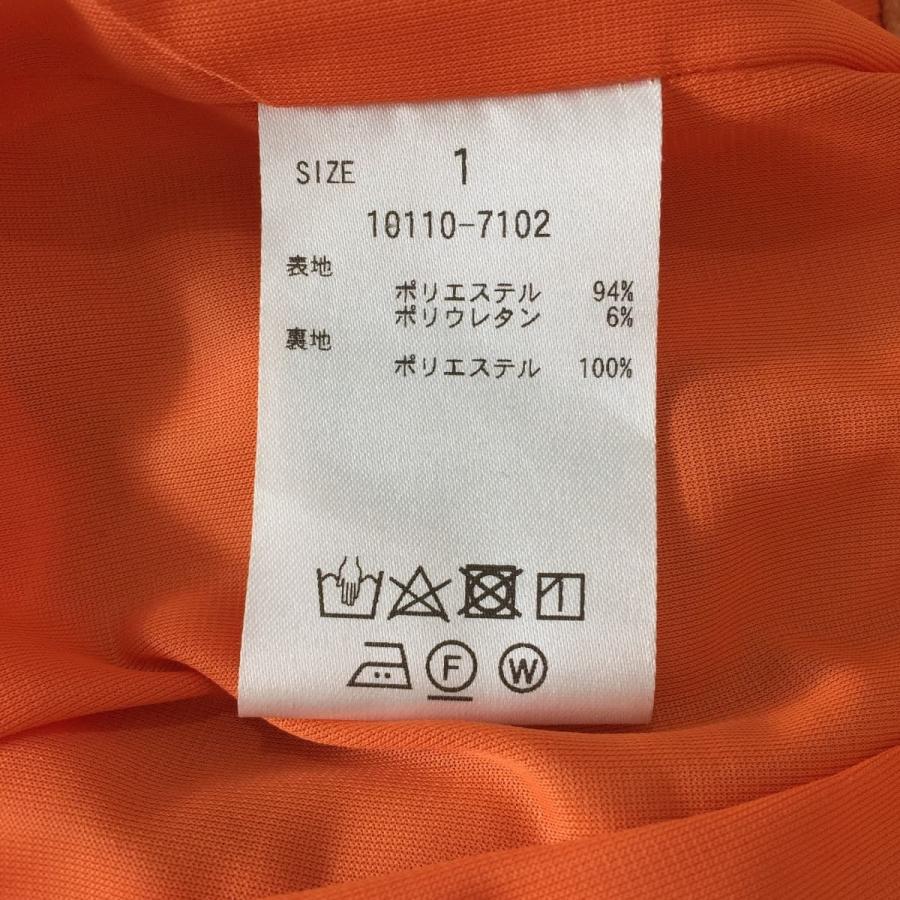 SIZE 1
10110-7102
表地
ポリエステル 94%
ポリウレタン 6%
裏地
ポリエステル 100%
F W